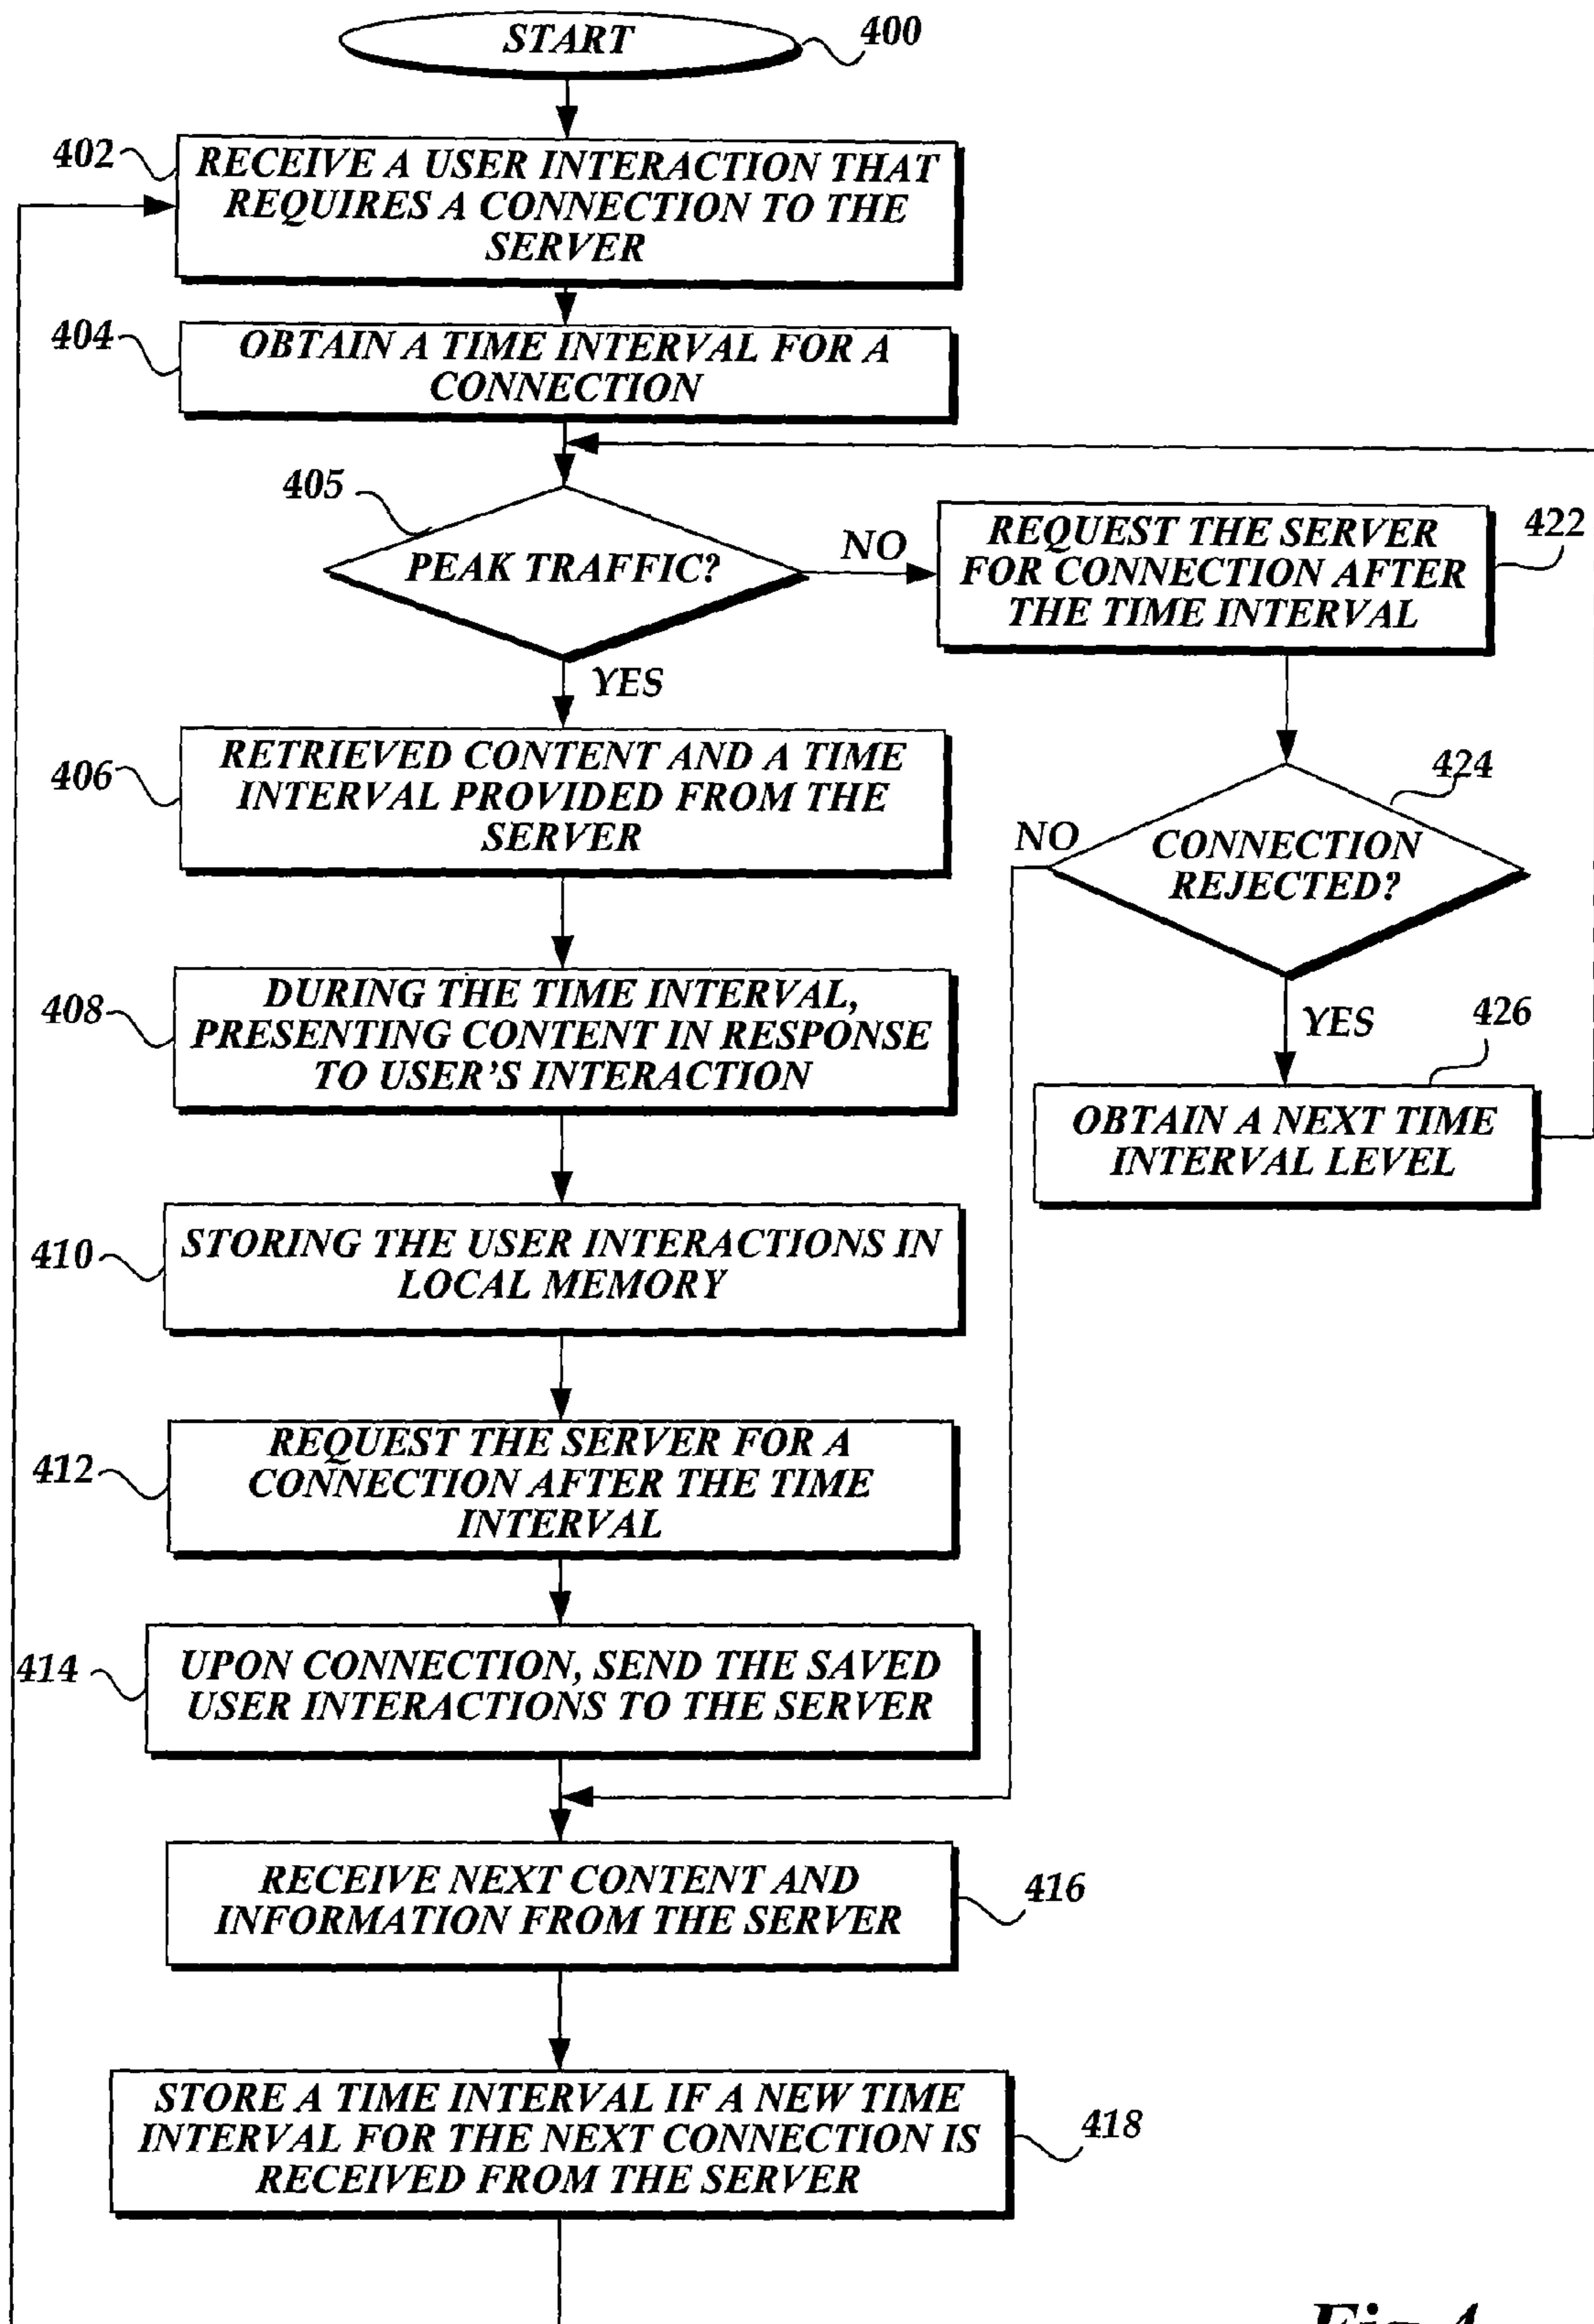 START
400
402
RECEIVE A USER INTERACTION THAT
REQUIRES A CONNECTION TO THE
SERVER
404
OBTAIN A TIME INTERVAL FOR A
CONNECTION
405
PEAK TRAFFIC?
NO
YES
REQUEST THE SERVER
FOR CONNECTION AFTER
THE TIME INTERVAL
422
406
RETRIEVED CONTENT AND A TIME
INTERVAL PROVIDED FROM THE
SERVER
424
NO
CONNECTION
REJECTED?
YES
408
DURING THE TIME INTERVAL,
PRESENTING CONTENT IN RESPONSE
TO USER'S INTERACTION
426
OBTAIN A NEXT TIME
INTERVAL LEVEL
410
STORING THE USER INTERACTIONS IN
LOCAL MEMORY
412
REQUEST THE SERVER FOR A
CONNECTION AFTER THE TIME
INTERVAL
414
UPON CONNECTION, SEND THE SAVED
USER INTERACTIONS TO THE SERVER
RECEIVE NEXT CONTENT AND
INFORMATION FROM THE SERVER
416
STORE A TIME INTERVAL IF A NEW TIME
INTERVAL FOR THE NEXT CONNECTION IS
RECEIVED FROM THE SERVER
418
Fig. 4